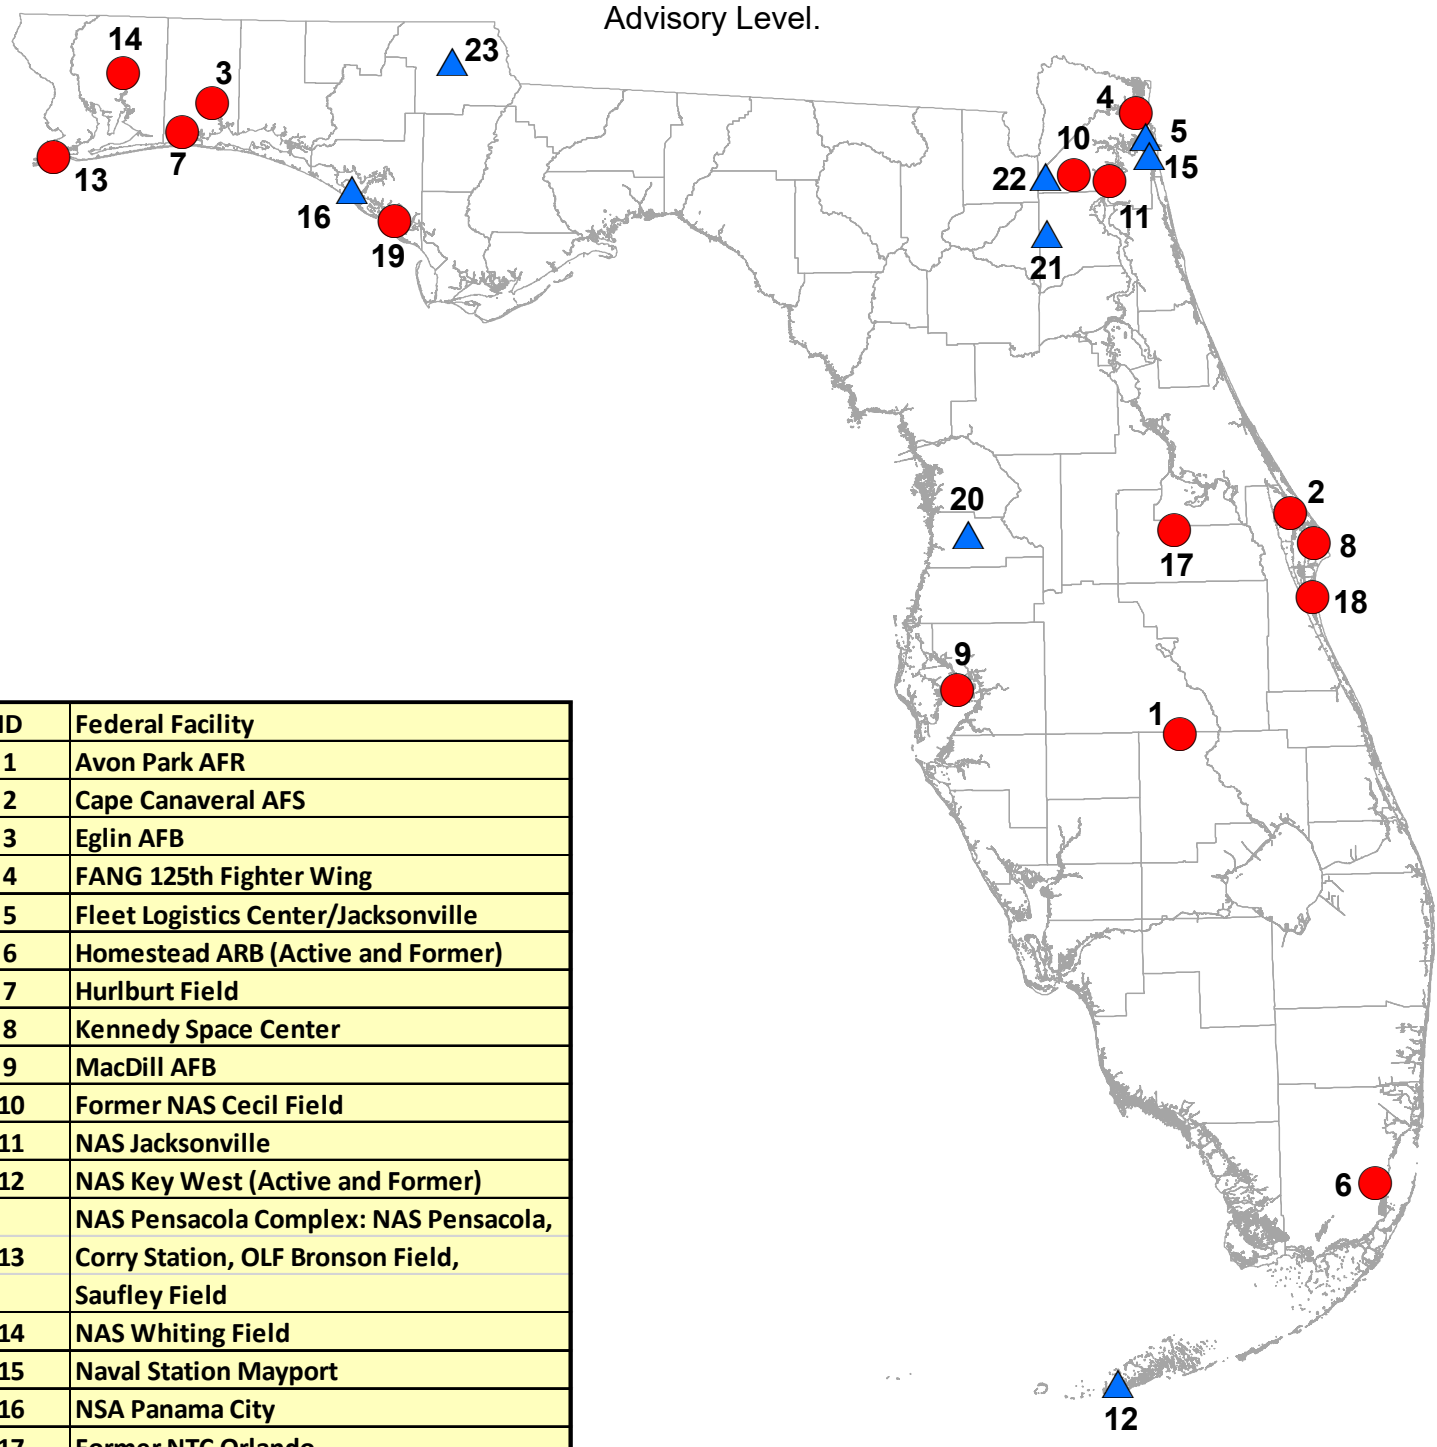 Advisory Level.
14
3
23
4
5
10
15
22
7
13
16
11
19
21
20
2
17
8
18
9
1
6
12
ID Federal Facility
1 Avon Park AFR
2 Cape Canaveral AFS
3 Eglin AFB
4 FANG 125th Fighter Wing
5 Fleet Logistics Center/Jacksonville
6 Homestead ARB (Active and Former)
7 Hurlburt Field
8 Kennedy Space Center
9 MacDill AFB
10 Former NAS Cecil Field
11 NAS Jacksonville
12 NAS Key West (Active and Former)
NAS Pensacola Complex: NAS Pensacola,
13 Corry Station, OLF Bronson Field,
Saufley Field
14 NAS Whiting Field
15 Naval Station Mayport
16 NSA Panama City
17 Former NTC Orlando